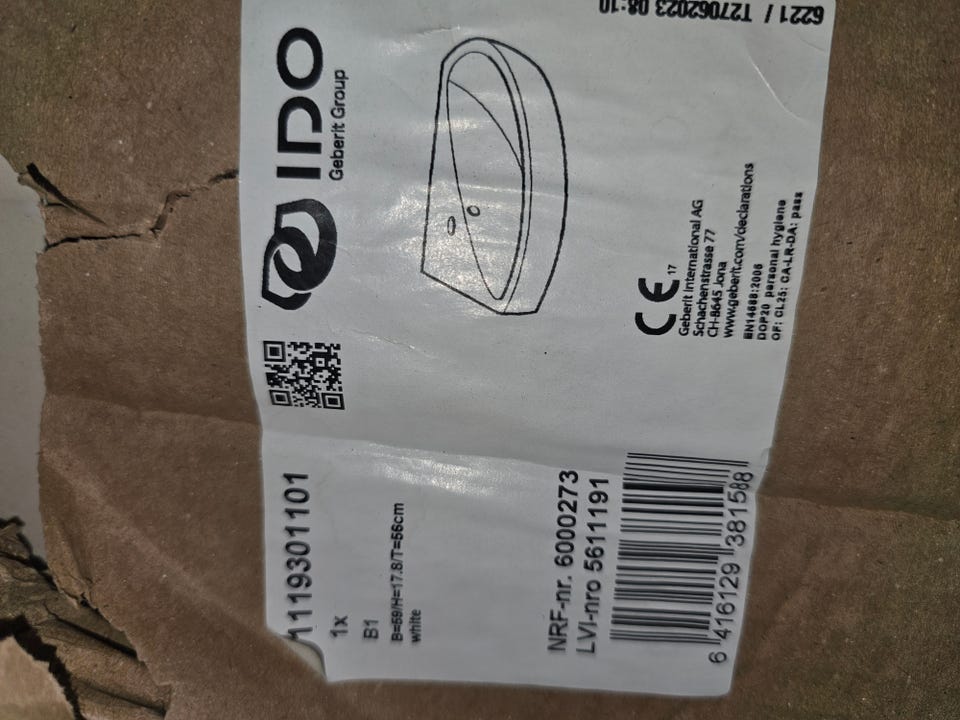 IDO
Geberit Group
1119301101
1x
B1
B=59/H=17.8/T=56cm
white
NRF-nr. 6000273
LVI-nro 5611191
6 416129 381588
CE
17
Geberit International AG
Schachenstrasse 77
CH-8645 Jona
www.geberit.com/declarations
EN14688:2006
DOP20 personal hygiene
OF: CL25: CA-LR-DA: pass
6221 / T27062023 08:10